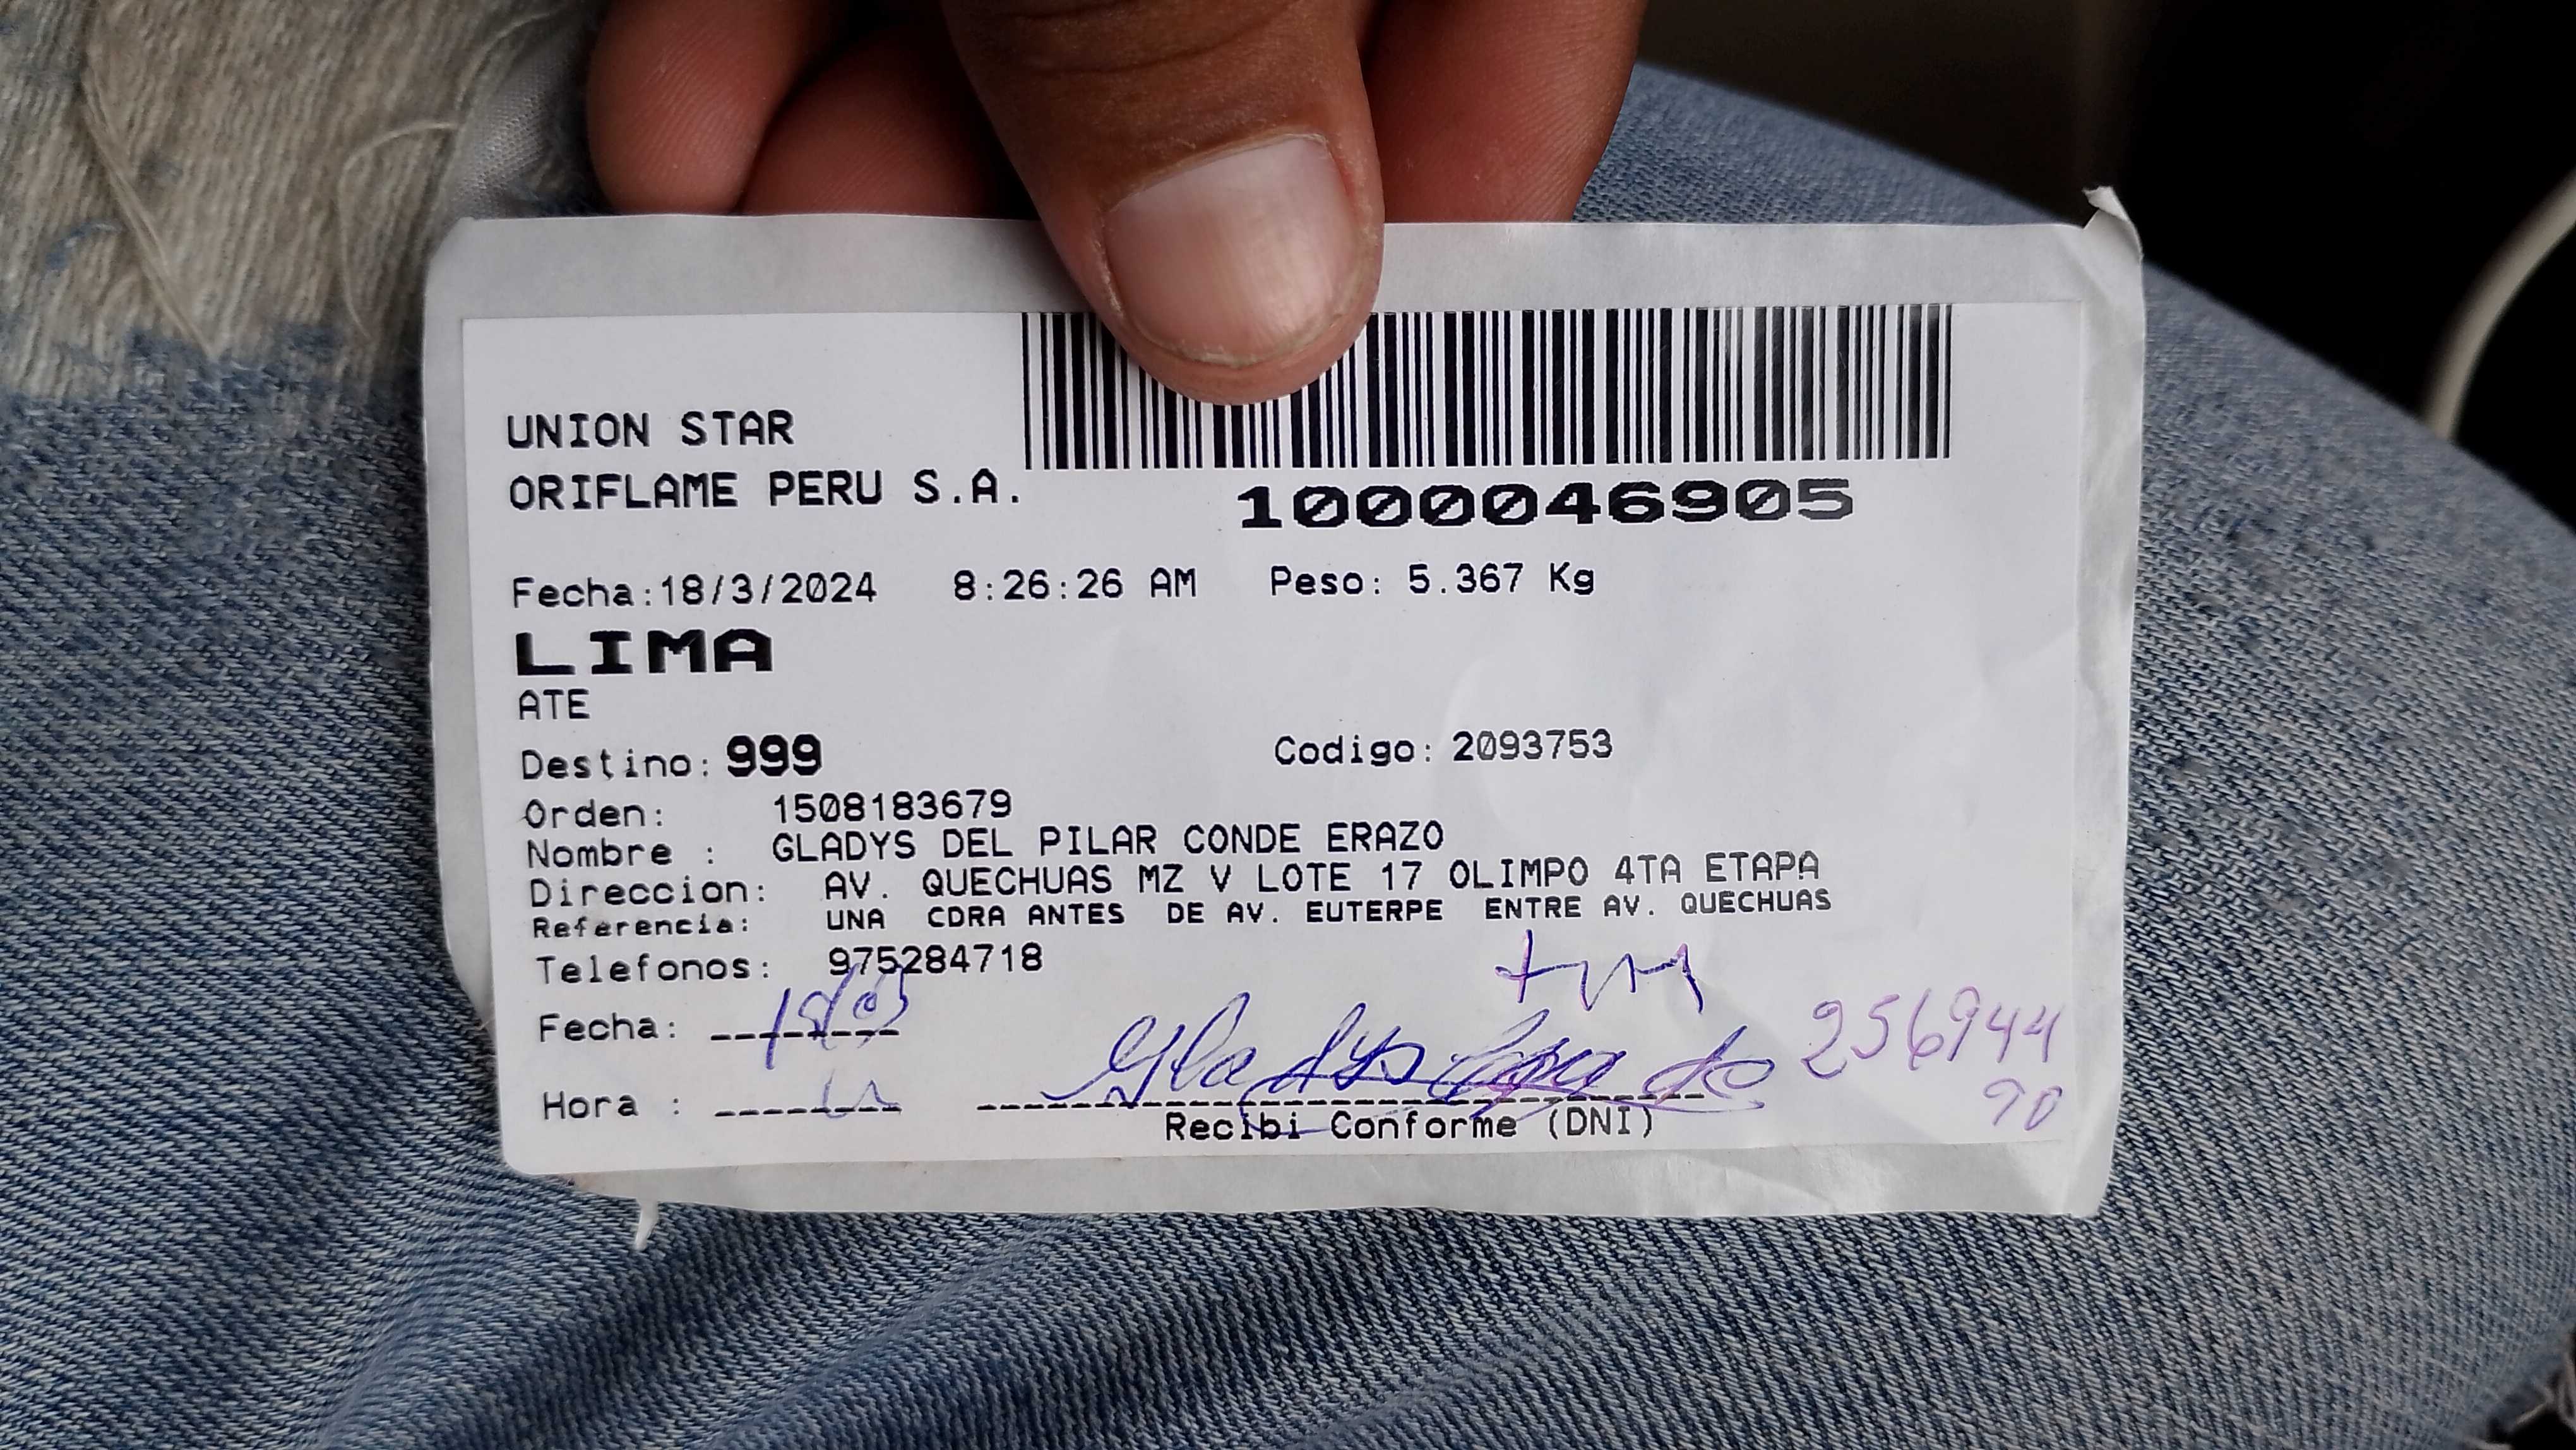 UNION STAR
ORIFLAME PERU S.A.
1000046905
Fecha:18/3/2024 8:26:26 AM Peso: 5.367 Kg
LIMA
ATE
Destino: 999 Codigo: 2093753
Orden: 1508183679
Nombre : GLADYS DEL PILAR CONDE ERAZO
Direccion: AV. QUECHUAS MZ V LOTE 17 OLIMPO 4TA ETAPA
Referencia: UNA CDRA ANTES DE AV. EUTERPE ENTRE AV. QUECHUAS
Telefonos: 975284718
Fecha:
Gladys 256944
90
Hora :
Recibi Conforme (DNI)